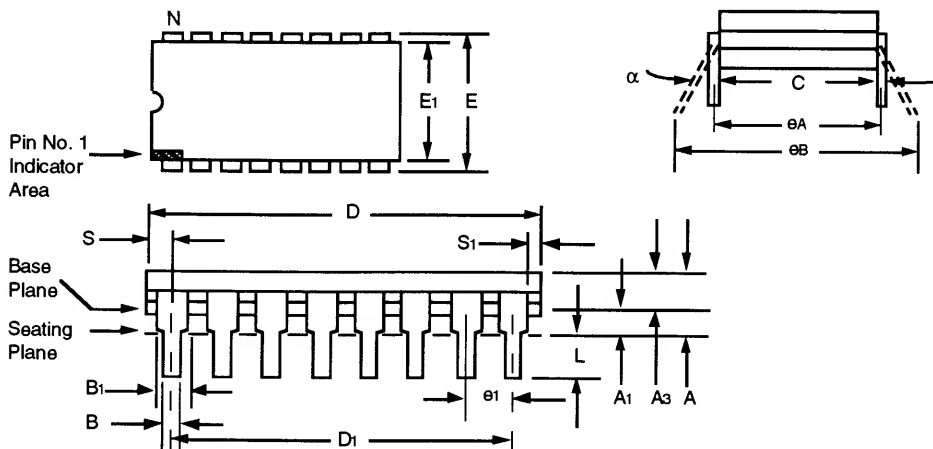 N
E1
E
Pin No. 1
Indicator
Area
α
C
eA
eB
D
S
S1
Base
Plane
Seating
Plane
L
A1
A3
A
B1
e1
B
D1